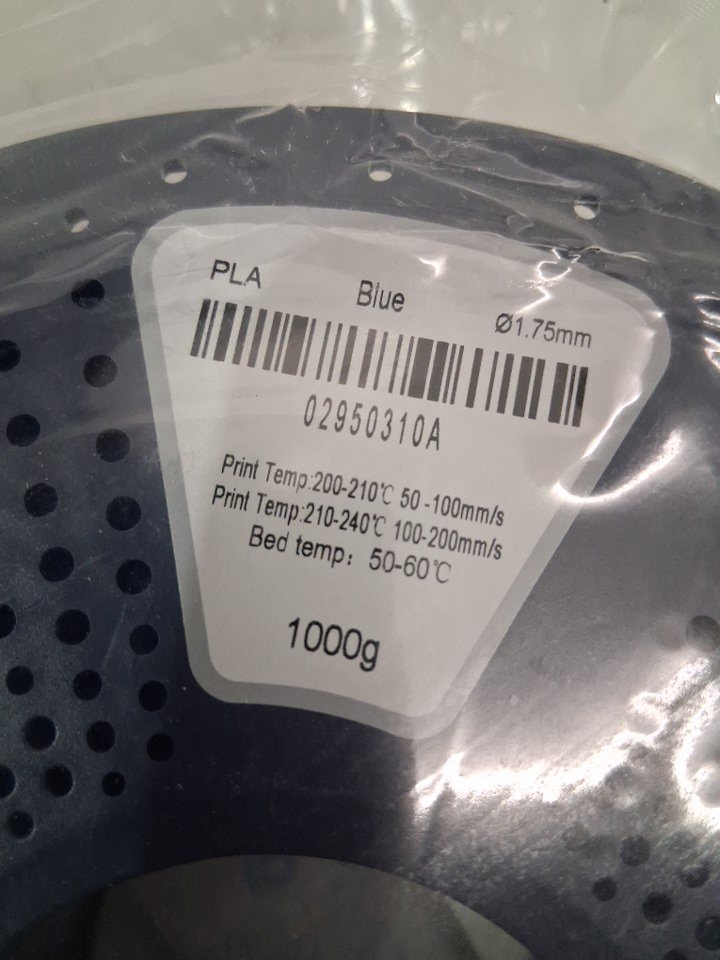 PLA Blue Ø1.75mm
02950310A
Print Temp:200-210℃ 50-100mm/s
Print Temp:210-240℃ 100-200mm/s
Bed temp: 50-60℃
1000g